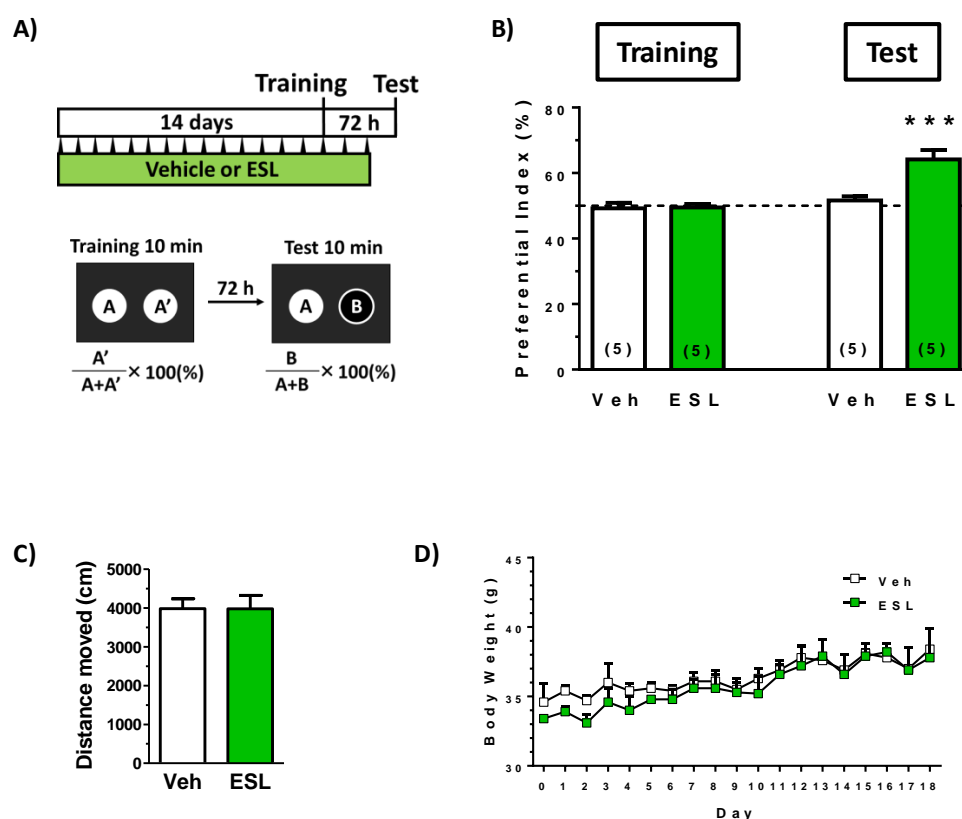 A)
Training Test
14 days 72 h
Vehicle or ESL
Training 10 min
A A'
72 h
Test 10 min
A B
A'
A+A' × 100(%)
B
A+B × 100(%)
B)
Training Test
Preferential Index (%)
80
60
40
20
0
***
(5) (5) (5) (5)
Veh ESL Veh ESL
C)
Distance moved (cm)
5000
4000
3000
2000
1000
0
Veh ESL
D)
Body Weight (g)
45
40
35
30
Veh
ESL
0 1 2 3 4 5 6 7 8 9 10 11 12 13 14 15 16 17 18
Day